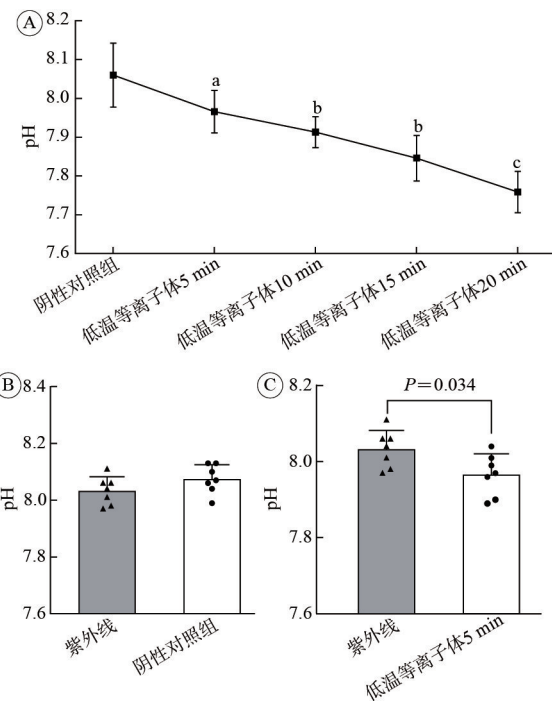 A
8.2
8.1
8.0
7.9
7.8
7.7
7.6
pH
a
b
b
c
阴性对照组
低温等离子体5 min
低温等离子体10 min
低温等离子体15 min
低温等离子体20 min
B
8.4
8.2
8.0
7.8
7.6
pH
紫外线
阴性对照组
C
8.2
8.0
7.8
7.6
pH
P＝0.034
紫外线
低温等离子体5 min